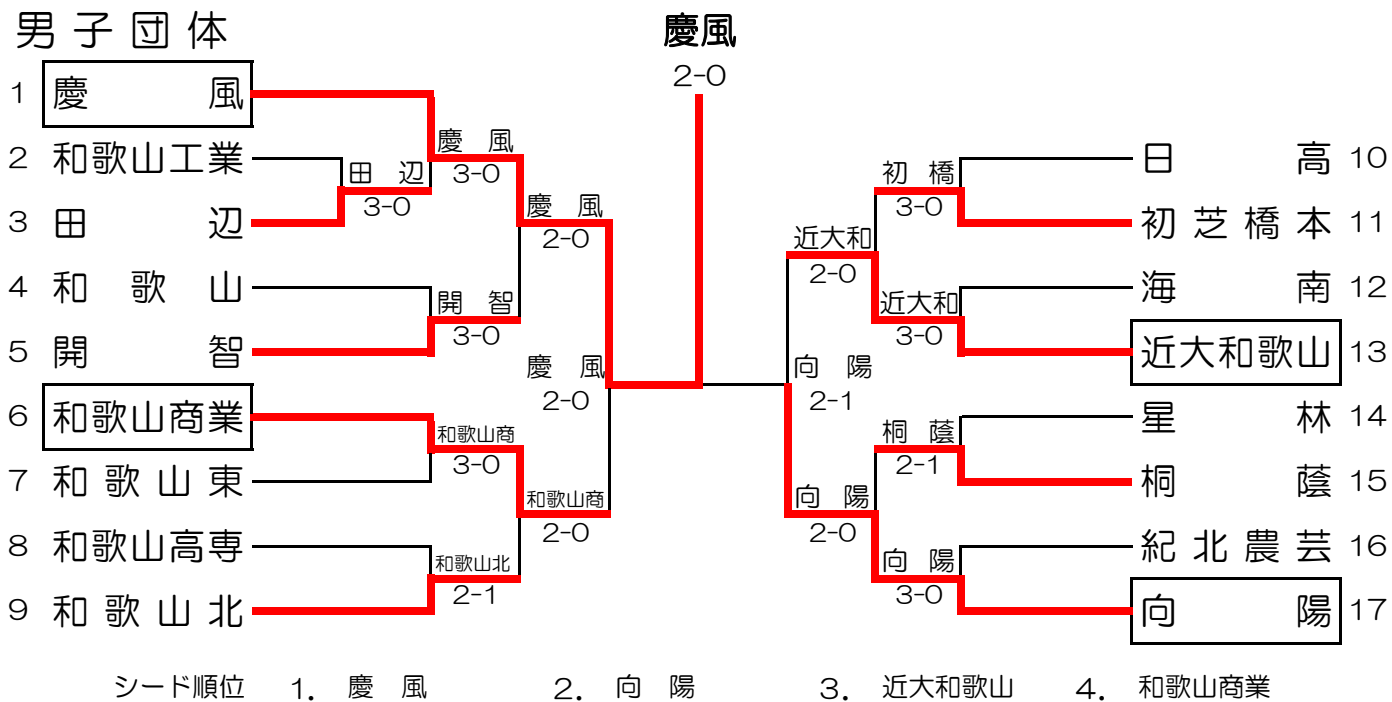 男子団体
慶風
2-0
1 慶風
2 和歌山工業
3 田辺
4 和歌山
5 開智
6 和歌山商業
7 和歌山東
8 和歌山高専
9 和歌山北
田辺
3-0
慶風
3-0
開智
3-0
和歌山商
3-0
和歌山北
2-1
慶風
2-0
和歌山商
2-0
慶風
2-0
向陽
2-1
近大和
2-0
向陽
2-0
初橋
3-0
近大和
3-0
桐蔭
2-1
向陽
3-0
日高 10
初芝橋本 11
海南 12
近大和歌山 13
星林 14
桐蔭 15
紀北農芸 16
向陽 17
シード順位 1. 慶風 2. 向陽 3. 近大和歌山 4. 和歌山商業